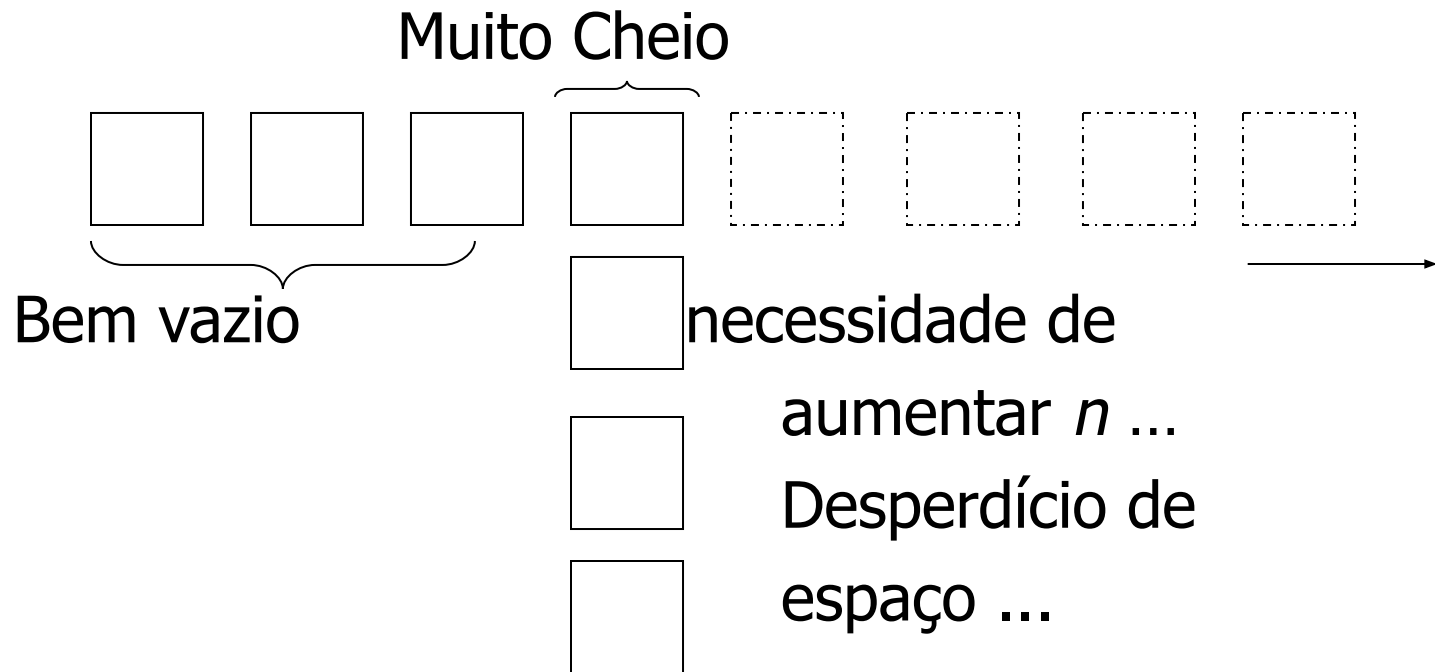 Muito Cheio
Bem vazio
necessidade de
aumentar n ...
Desperdício de
espaço ...